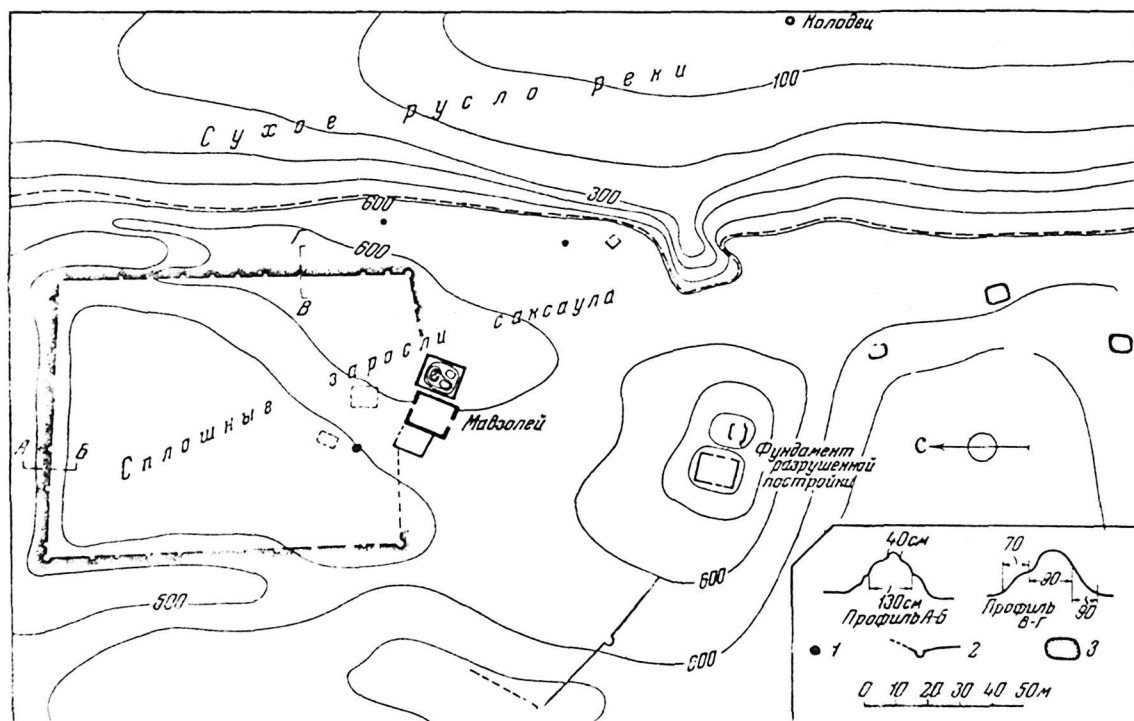 Колодец
Сухое русло реки
100
300
600
600
Г
В
Сплошные заросли саксаула
Мавзолей
А
Б
Фундамент
разрушенной
постройки
С
600
600
500
40см
130см
Профиль А-Б
70
90
90
Профиль
В-Г
1
2
3
0 10 20 30 40 50м